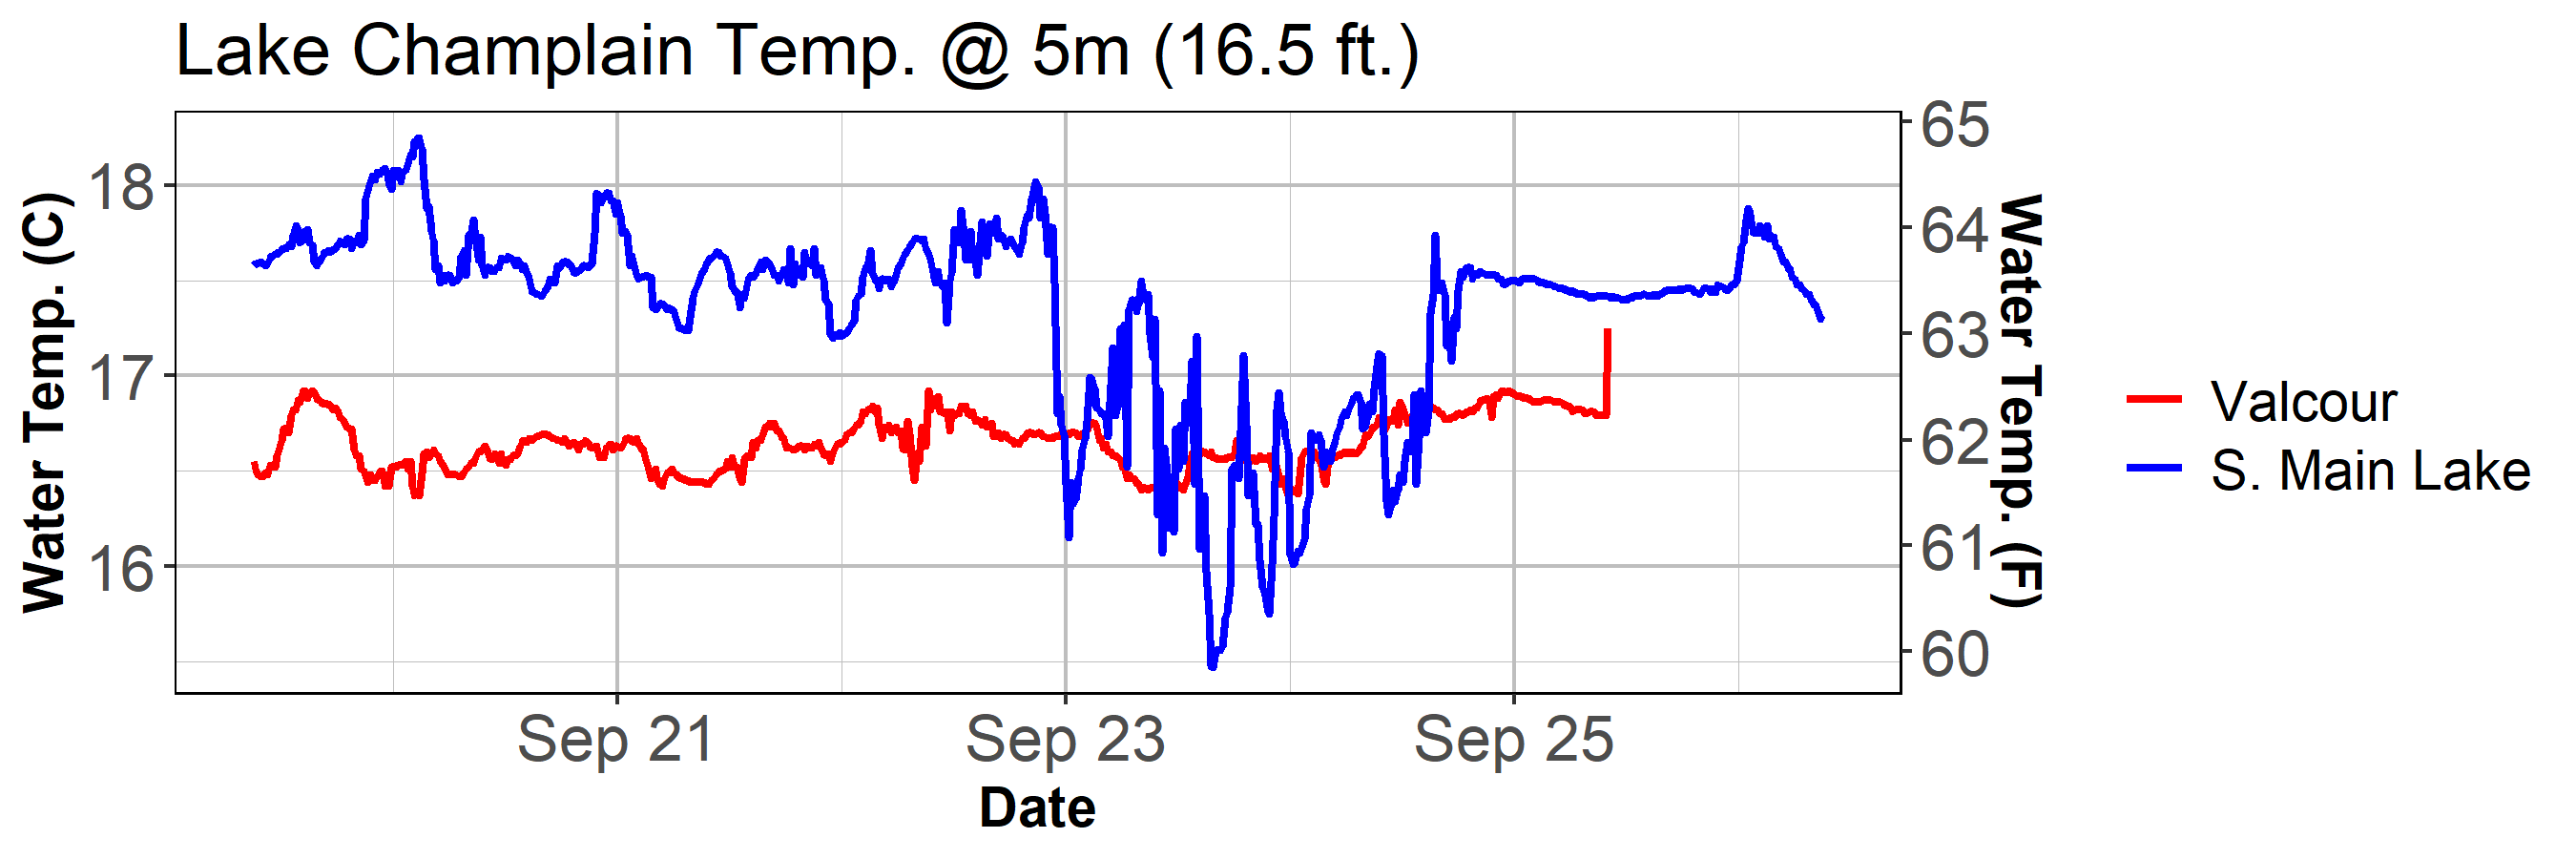 Lake Champlain Temp. @ 5m (16.5 ft.)
Water Temp. (C)
18
17
16
65
64
63
62
61
60
Water Temp. (F)
Sep 21
Sep 23
Sep 25
Date
Valcour
S. Main Lake